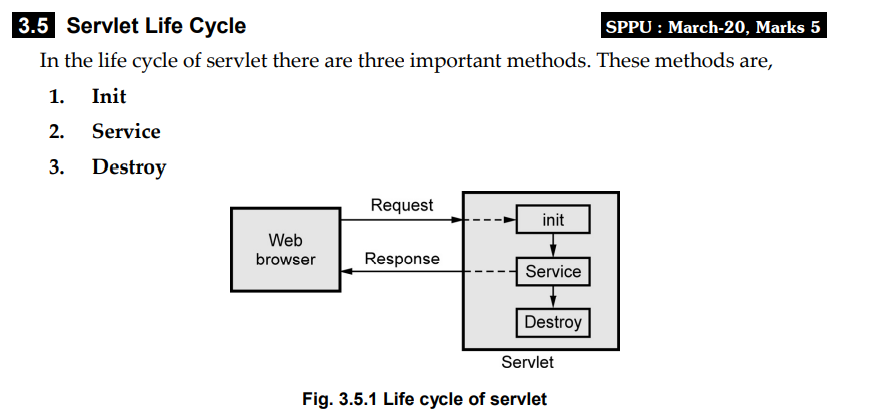 3.5 Servlet Life Cycle SPPU : March-20, Marks 5
In the life cycle of servlet there are three important methods. These methods are,
1. Init
2. Service
3. Destroy
Request
init
Web
browser
Response
Service
Destroy
Servlet
Fig. 3.5.1 Life cycle of servlet